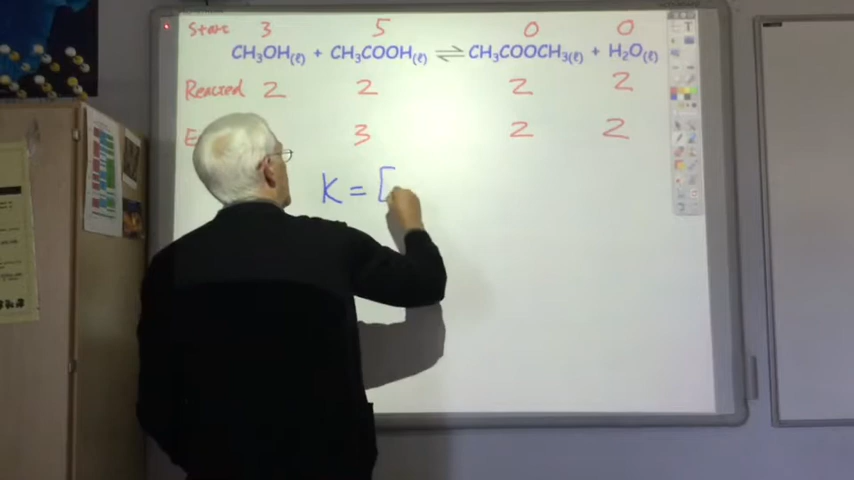 Start 3 5 0 0
CH₃OH₍ℓ₎ + CH₃COOH₍ℓ₎ ⇌ CH₃COOCH₃₍ℓ₎ + H₂O₍ℓ₎
Reacted 2 2 2 2
3 2 2
K = [